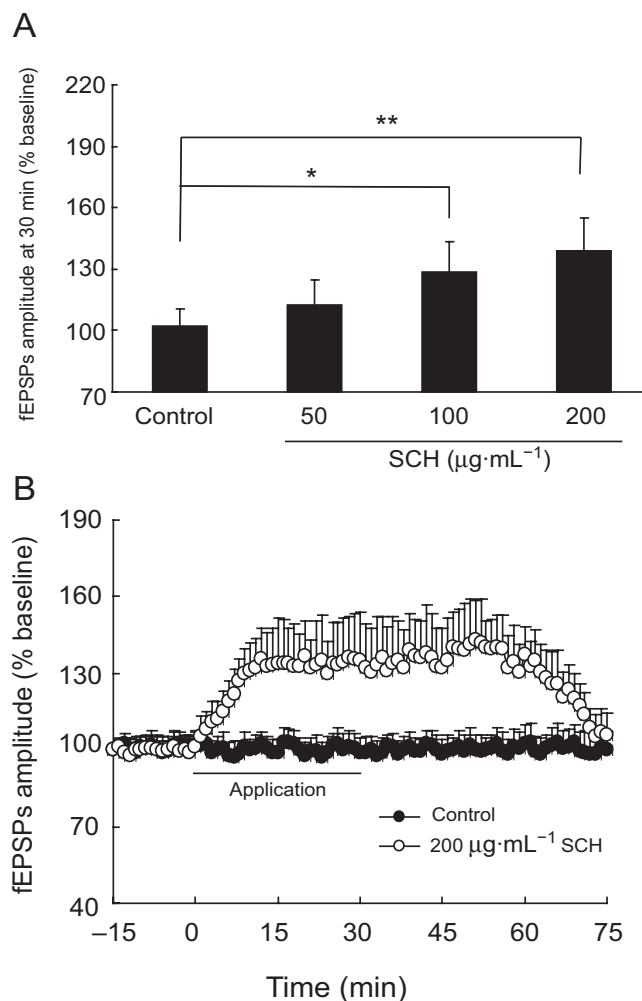 A
fEPSPs amplitude at 30 min (% baseline)
220
190
160
130
100
70
**
*
Control 50 100 200
SCH (μg·mL⁻¹)
B
fEPSPs amplitude (% baseline)
190
160
130
100
70
40
Application
Control
200 μg·mL⁻¹ SCH
–15 0 15 30 45 60 75
Time (min)